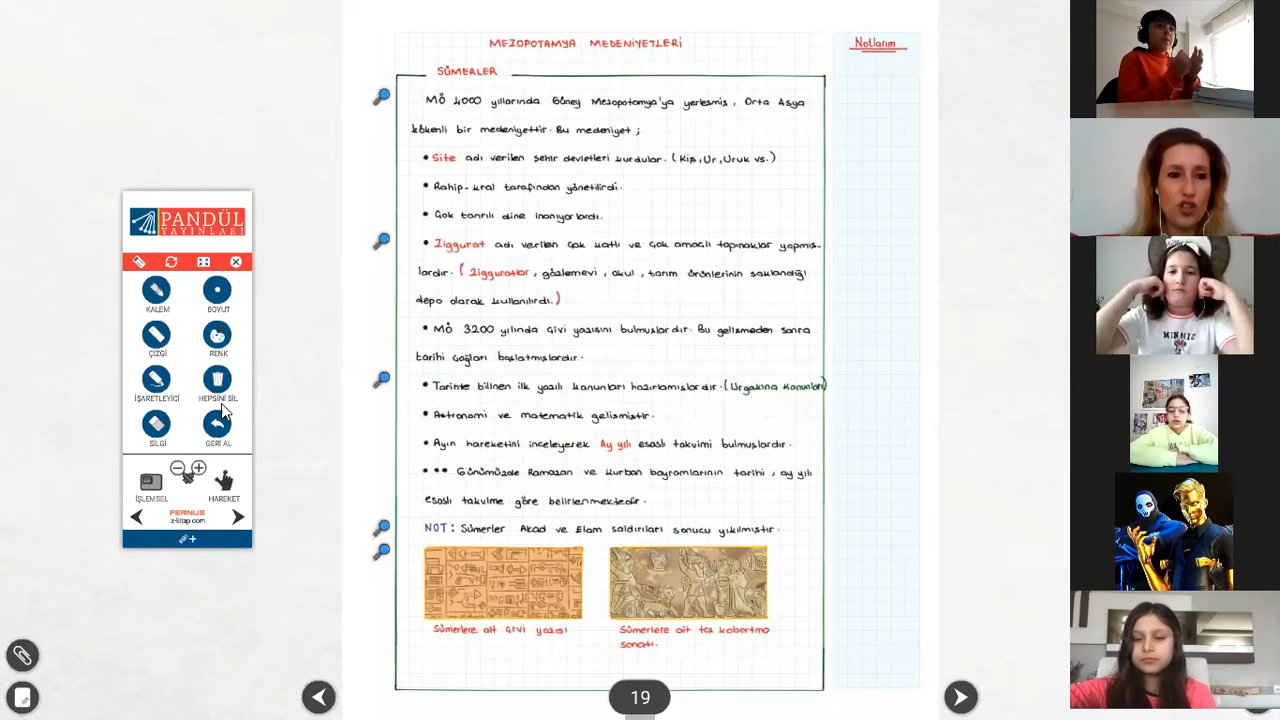 MEZOPOTAMYA MEDENİYETLERİ
Notlarım
SÜMERLER
MÖ 4000 yıllarında Güney Mezopotamya'ya yerleşmiş, Orta Asya
kökenli bir medeniyettir. Bu medeniyet;
• Site adı verilen şehir devletleri kurdular. (Kiş, Ur, Uruk vs.)
• Rahip-kral tarafından yönetilirdi.
• Çok tanrılı dine inanıyorlardı.
• Ziggurat adı verilen çok katlı ve çok amaçlı tapınaklar yapmış-
lardır. (Zigguratlar, gözlemevi, okul, tarım ürünlerinin saklandığı
depo olarak kullanılırdı.)
• MÖ 3200 yılında çivi yazısını bulmuşlardır. Bu gelişmeden sonra
tarihi çağları başlatmışlardır.
• Tarihte bilinen ilk yazılı kanunları hazırlamışlardır. (Urgakina Kanunları)
• Astronomi ve matematik gelişmiştir.
• Ayın hareketini inceleyerek Ay yılı esaslı takvimi bulmuşlardır.
• •• Günümüzde Ramazan ve Kurban bayramlarının tarihi, ay yılı
esaslı takvime göre belirlenmektedir.
NOT: Sümerler Akad ve Elam saldırıları sonucu yıkılmıştır.
Sümerlere ait çivi yazısı
Sümerlere ait taş kabartma
sanatı.
19
PANDÜL
YAYINLARI
KALEM
BOYUT
ÇİZGİ
RENK
İŞARETLEYİCİ
HEPSİNİ SİL
SİLGİ
GERİ AL
İŞLEMSEL
HAREKET
FERNUS
z-kitap.com